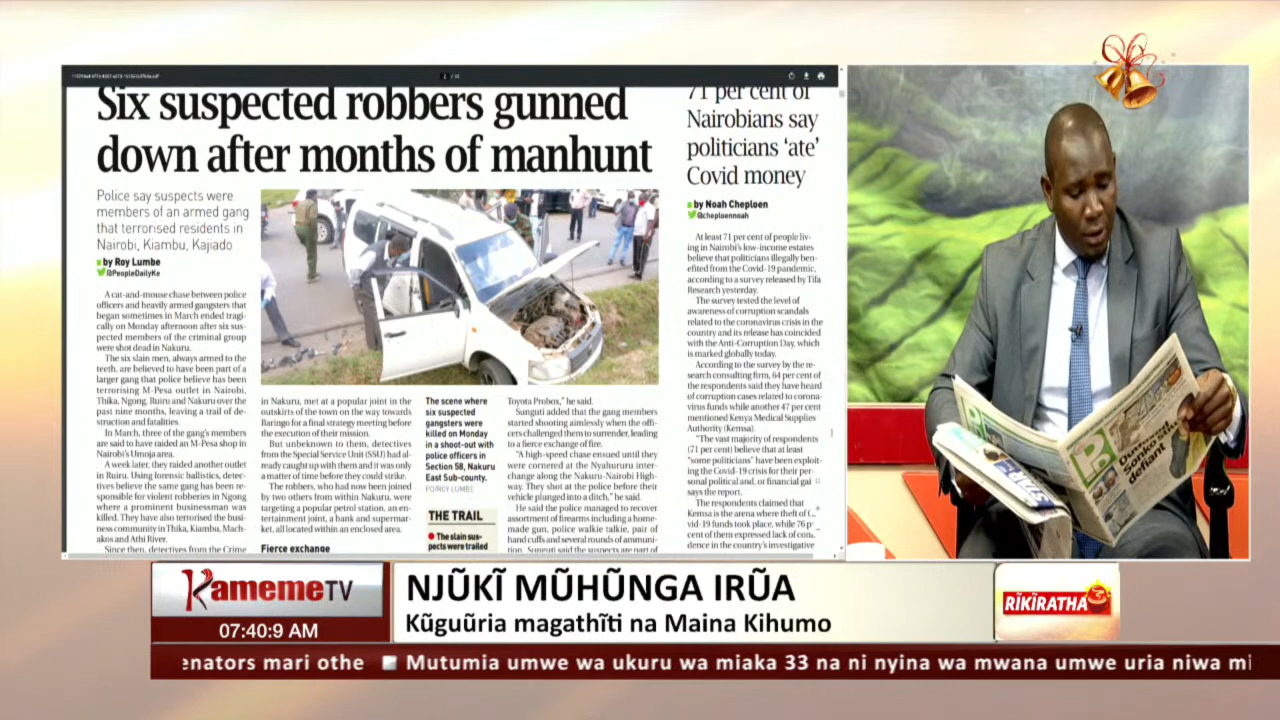 Six suspected robbers gunned
down after months of manhunt
Police say suspects were
members of an armed gang
that terrorised residents in
Nairobi, Kiambu, Kajiado
by Roy Lumbe
@PeopleDailyKe
A cat-and-mouse chase between police
officers and heavily armed gangsters that
began sometimes in March ended tragi-
cally on Monday afternoon after six sus-
pected members of the criminal group
were shot dead in Nakuru.
The six slain men, always armed to the
teeth, are believed to have been part of a
larger gang that police believe has been
terrorising M-Pesa outlet in Nairobi,
Thika, Ngong, Ruiru and Nakuru over the
past nine months, leaving a trail of de-
struction and fatalities.
In March, three of the gang's members
are said to have raided an M-Pesa shop in
Nairobi's Umoja area.
A week later, they raided another outlet
in Ruiru. Using forensic ballistics, detec-
tives believe the same gang has been re-
sponsible for violent robberies in Ngong
where a prominent businessman was
killed. They have also terrorised the busi-
ness community in Thika, Kiambu, Mach-
akos and Athi River.
Since then, detectives from the Crime
in Nakuru, met at a popular joint in the
outskirts of the town on the way towards
Baringo for a final strategy meeting before
the execution of their mission.
But unbeknown to them, detectives
from the Special Service Unit (SSU) had al-
ready caught up with them and it was only
a matter of time before they could strike.
The robbers, who had now been joined
by two others from within Nakuru, were
targeting a popular petrol station, an en-
tertainment joint, a bank and supermar-
ket, all located within an enclosed area.
Fierce exchange
The scene where
six suspected
gangsters were
killed on Monday
in a shoot-out with
police officers in
Section 58, Nakuru
East Sub-county.
PD/ROY LUMBE
THE TRAIL
The slain sus-
pects were trailed
Toyota Probox," he said.
Sunguti added that the gang members
started shooting aimlessly when the offi-
cers challenged them to surrender, leading
to a fierce exchange of fire.
"A high-speed chase ensued until they
were cornered at the Nyahururu inter-
change along the Nakuru-Nairobi High-
way. They shot at the police before their
vehicle plunged into a ditch," he said.
He said the police managed to recover
assortment of firearms including a home-
made gun, police walkie talkie, pair of
hand cuffs and several rounds of ammuni-
tion. Sunguti said the suspects are part of
71 per cent of
Nairobians say
politicians 'ate'
Covid money
by Noah Cheploen
@cheploennoah
At least 71 per cent of people liv-
ing in Nairobi's low-income estates
believe that politicians illegally ben-
efited from the Covid-19 pandemic,
according to a survey released by Tifa
Research yesterday.
The survey tested the level of
awareness of corruption scandals
related to the coronavirus crisis in the
country and its release has coincided
with the Anti-Corruption Day, which
is marked globally today.
According to the survey by the re-
search consulting firm, 64 per cent of
the respondents said they have heard
of corruption cases related to corona-
virus funds while another 47 per cent
mentioned Kenya Medical Supplies
Authority (Kemsa).
"The vast majority of respondents
(71 per cent) believe that at least
"some politicians" have been exploit-
ing the Covid-19 crisis for their per-
sonal political and, or financial gai
says the report.
The respondents claimed that
Kemsa is the arena where theft of C
vid-19 funds took place, while 76 p
cent of them expressed lack of con
dence in the country's investigative
KamemeTV
07:40:9 AM
NJŨKĨ MŨHŨNGA IRŨA
Kũguũria magathĩti na Maina Kihumo
RĨKĨRATHA
enators mari othe Mutumia umwe wa ukuru wa miaka 33 na ni nyina wa mwana umwe uria niwa mi